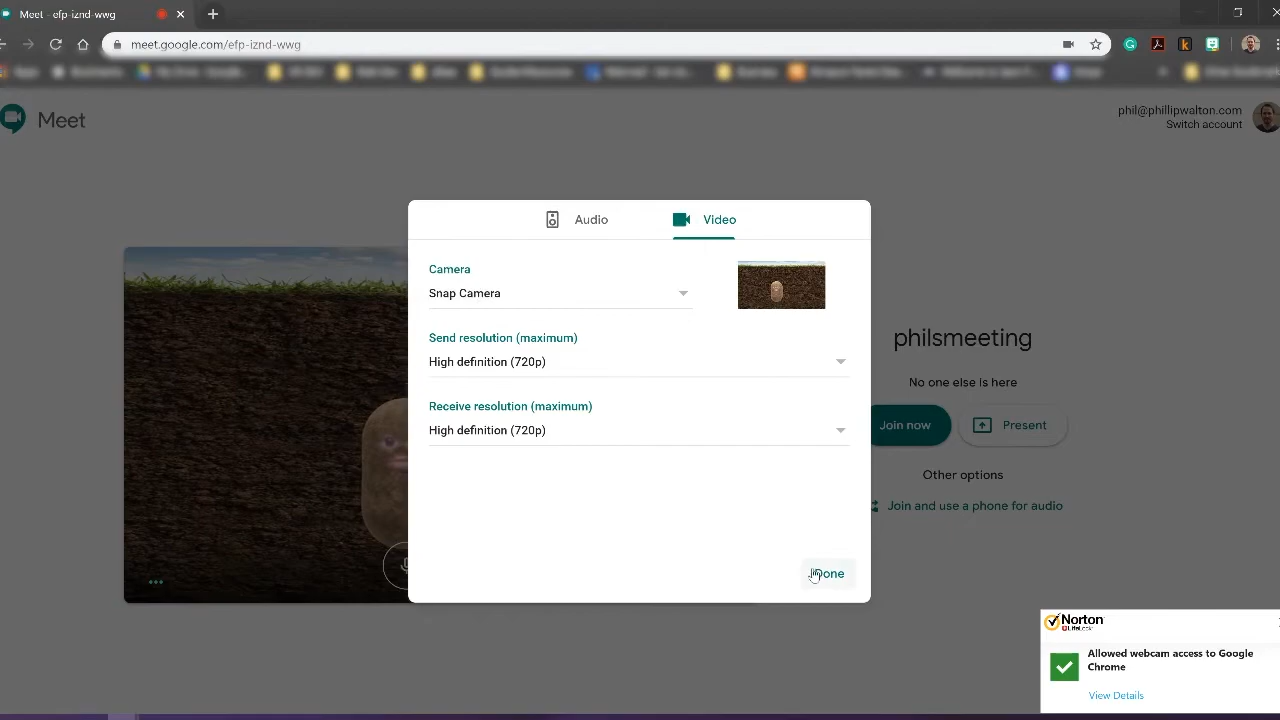 Meet - efp-iznd-wwg
meet.google.com/efp-iznd-wwg
Meet
phil@phillipwalton.com
Switch account
Audio
Video
Camera
Snap Camera
Send resolution (maximum)
High definition (720p)
Receive resolution (maximum)
High definition (720p)
Done
philsmeeting
No one else is here
Join now
Present
Other options
Join and use a phone for audio
Norton
LifeLock
Allowed webcam access to Google
Chrome
View Details